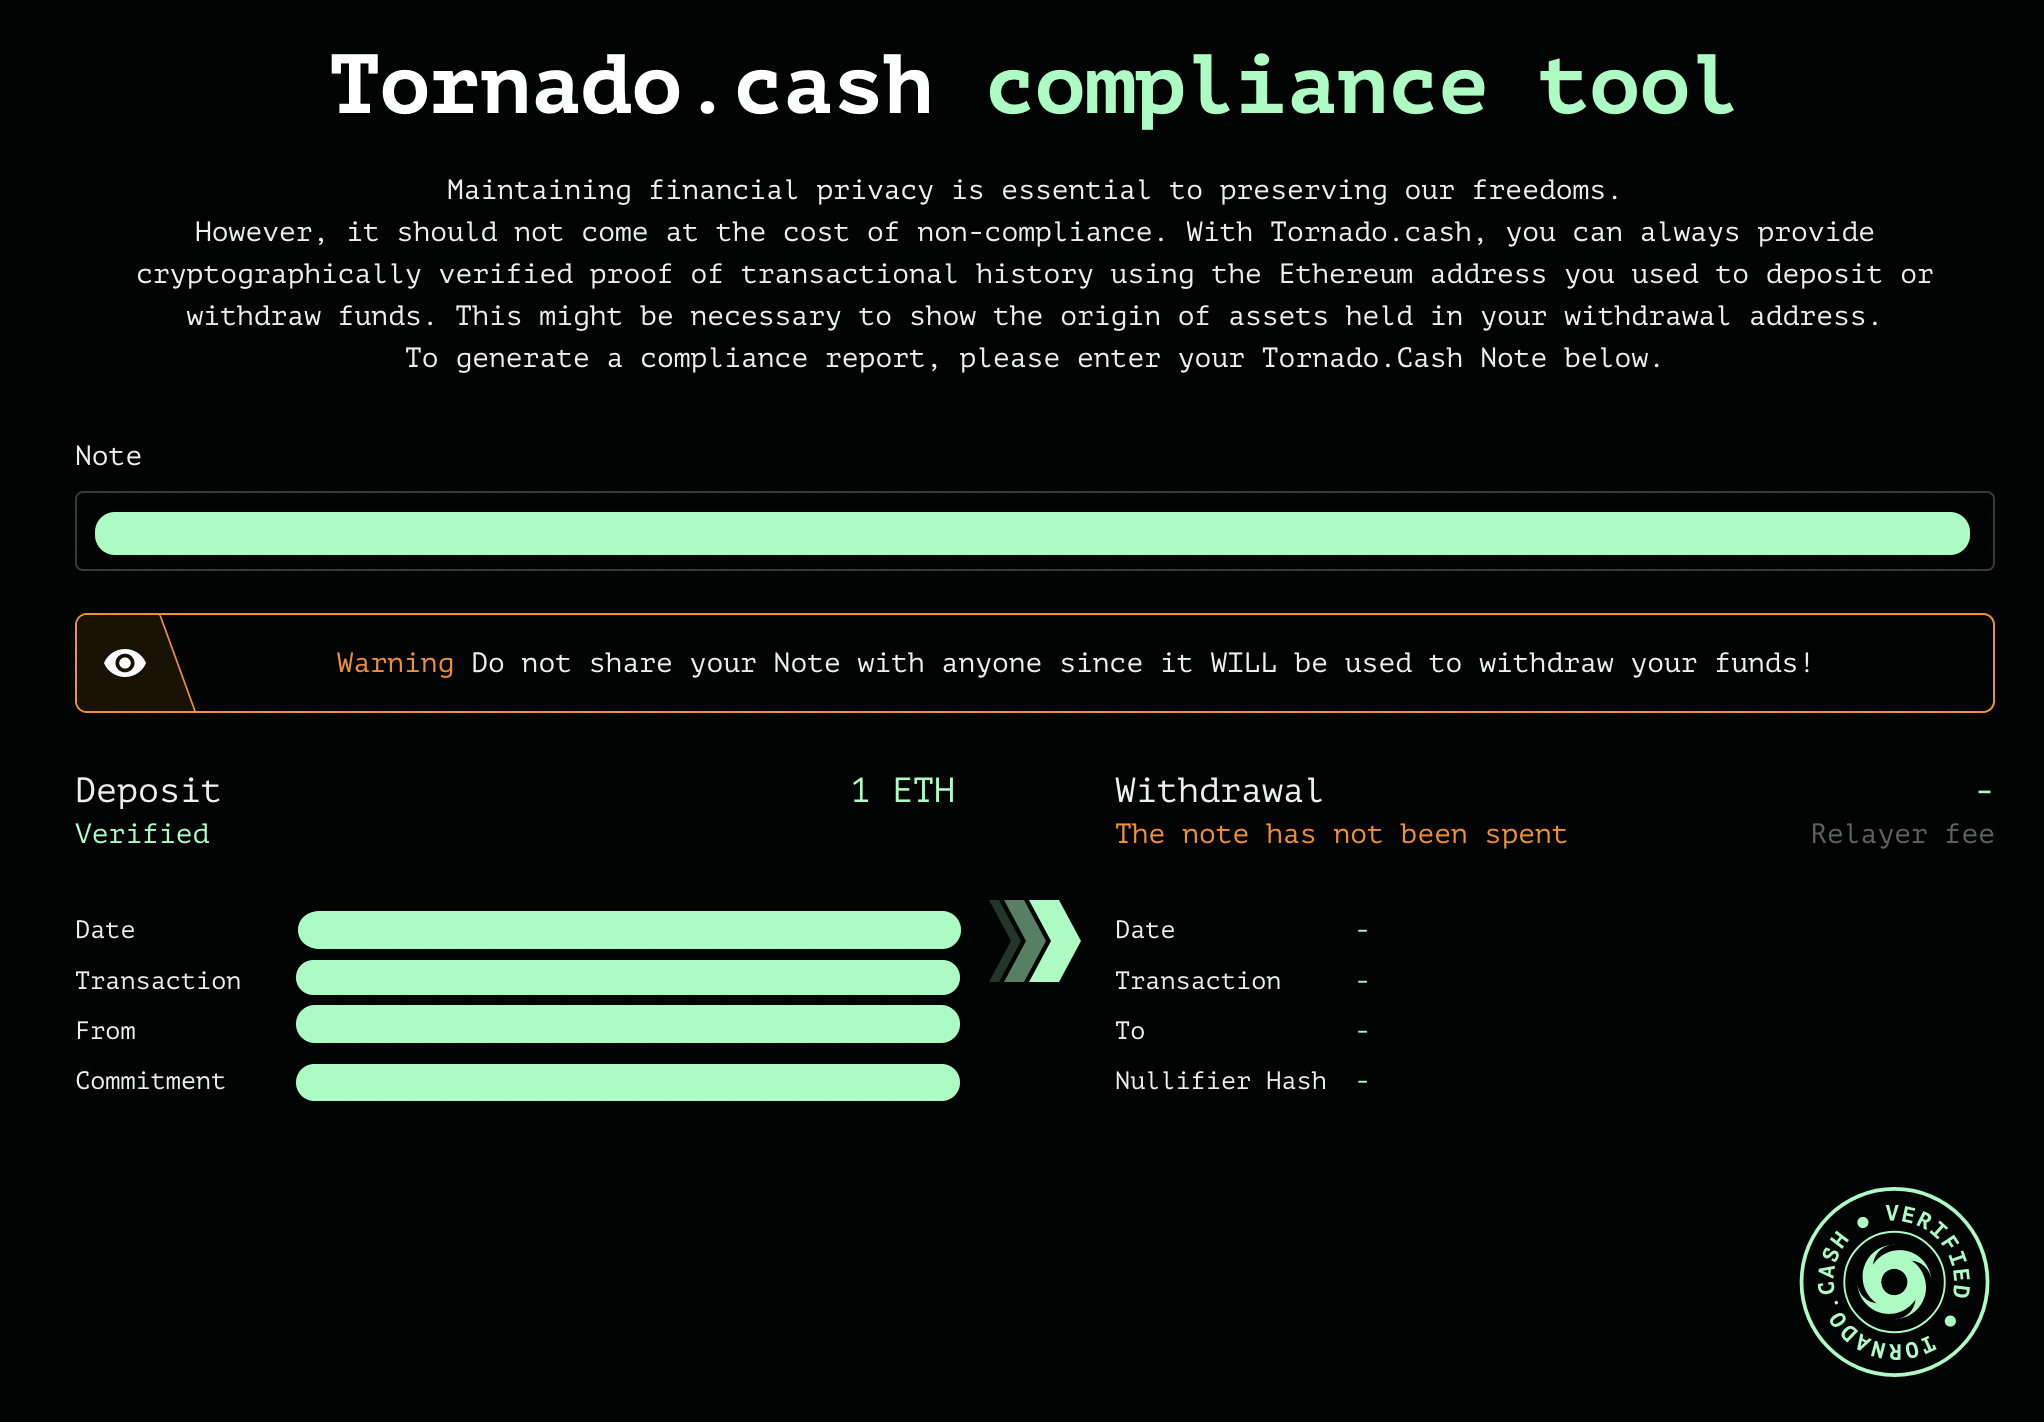 Tornado.cash compliance tool
Maintaining financial privacy is essential to preserving our freedoms.
However, it should not come at the cost of non-compliance. With Tornado.cash, you can always provide
cryptographically verified proof of transactional history using the Ethereum address you used to deposit or
withdraw funds. This might be necessary to show the origin of assets held in your withdrawal address.
To generate a compliance report, please enter your Tornado.Cash Note below.
Note
Warning Do not share your Note with anyone since it WILL be used to withdraw your funds!
Deposit 1 ETH
Verified
Date
Transaction
From
Commitment
Withdrawal -
The note has not been spent Relayer fee
Date -
Transaction -
To -
Nullifier Hash -
VERIFIED • TORNADO.CASH •